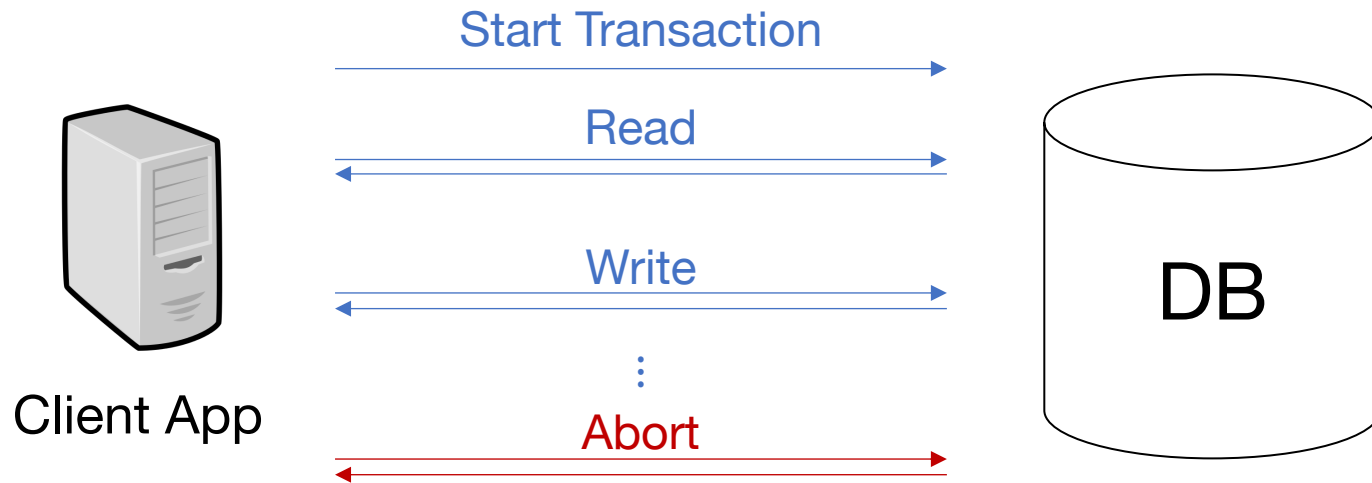 Start Transaction
Read
Write
⋮
Abort
Client App
DB